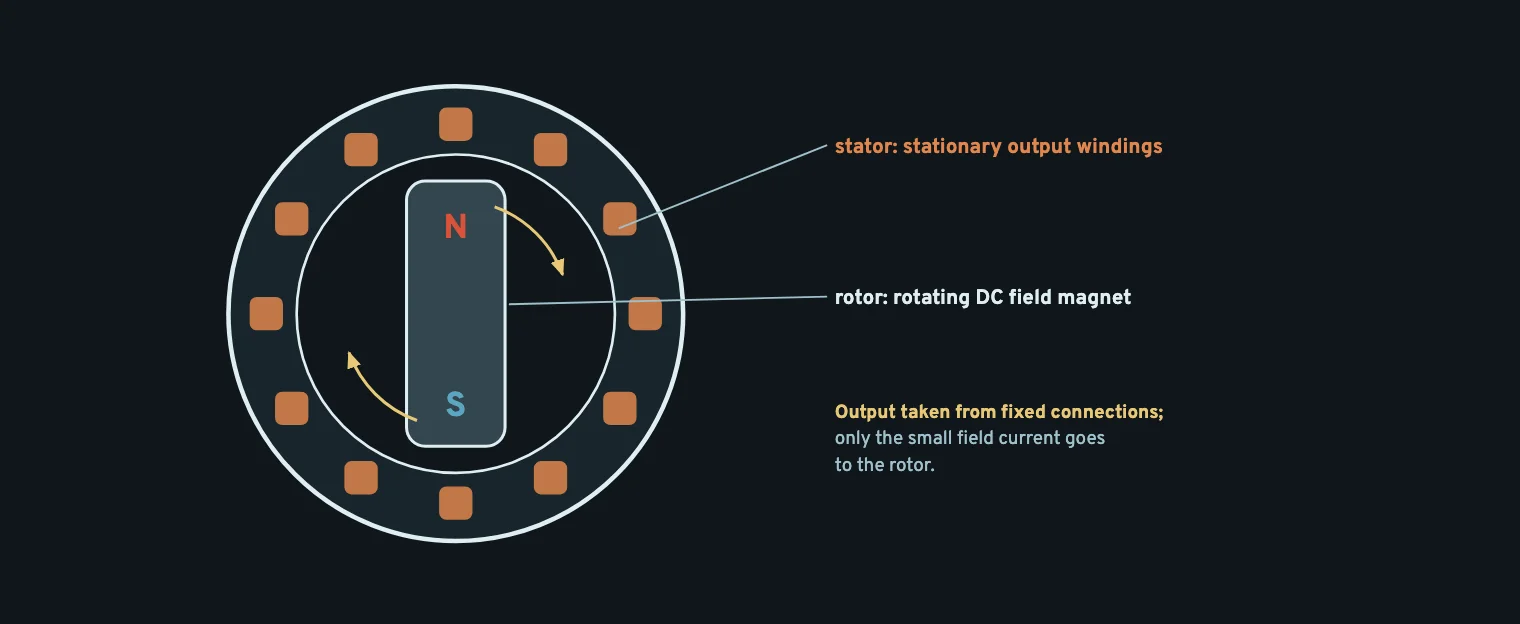 N
S
stator: stationary output windings
rotor: rotating DC field magnet
Output taken from fixed connections;
only the small field current goes
to the rotor.